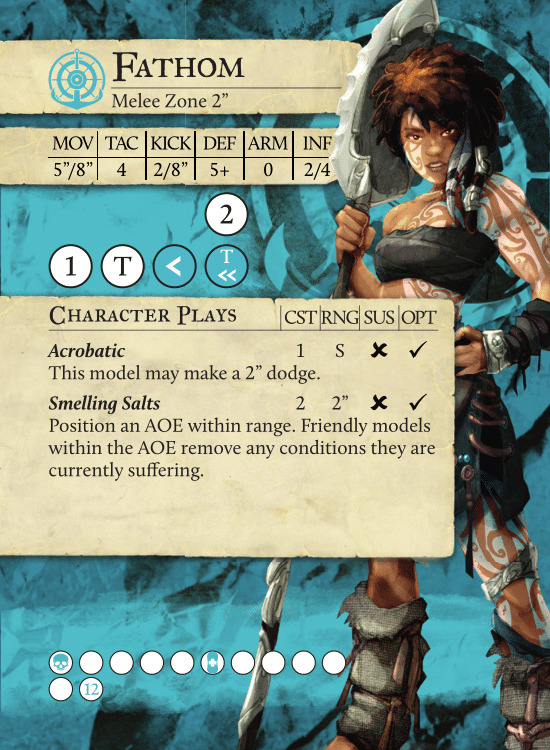 Fathom
Melee Zone 2”
MOV TAC KICK DEF ARM INF
5”/8” 4 2/8” 5+ 0 2/4
2
1 T < T
<<
Character Plays CST RNG SUS OPT
Acrobatic 1 S ✘ ✓
This model may make a 2” dodge.
Smelling Salts 2 2” ✘ ✓
Position an AOE within range. Friendly models
within the AOE remove any conditions they are
currently suffering.
12